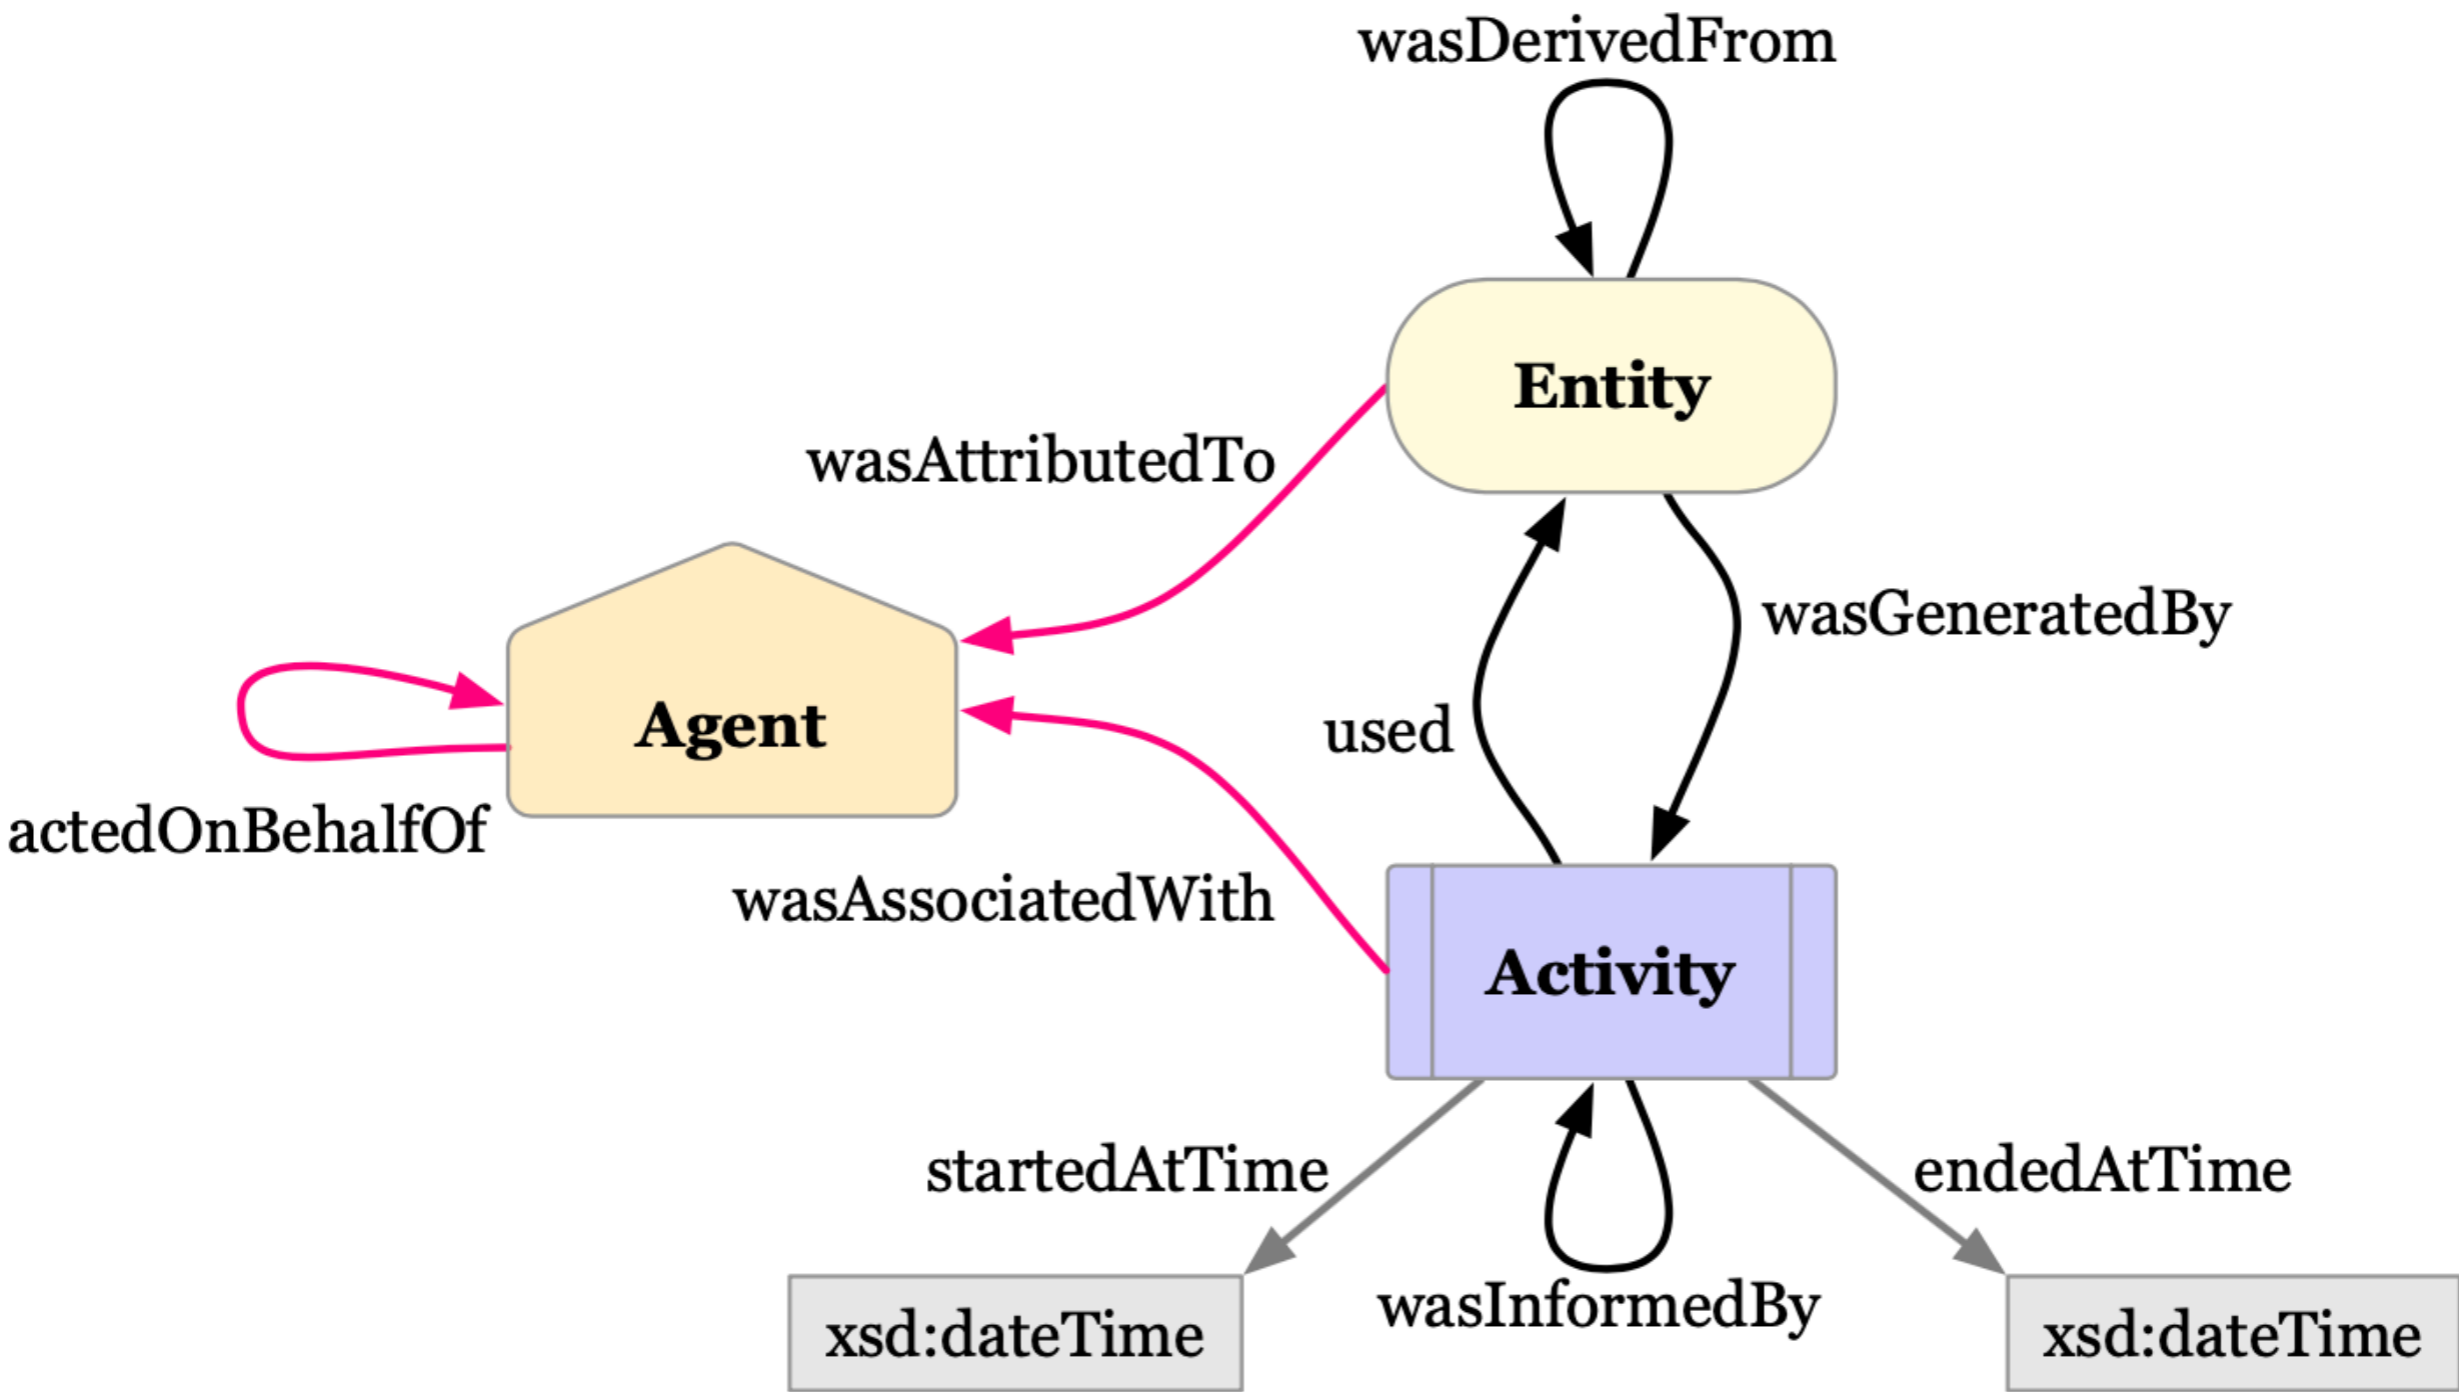 wasDerivedFrom
Entity
wasAttributedTo
wasGeneratedBy
Agent
used
actedOnBehalfOf
wasAssociatedWith
Activity
startedAtTime
endedAtTime
wasInformedBy
xsd:dateTime
xsd:dateTime